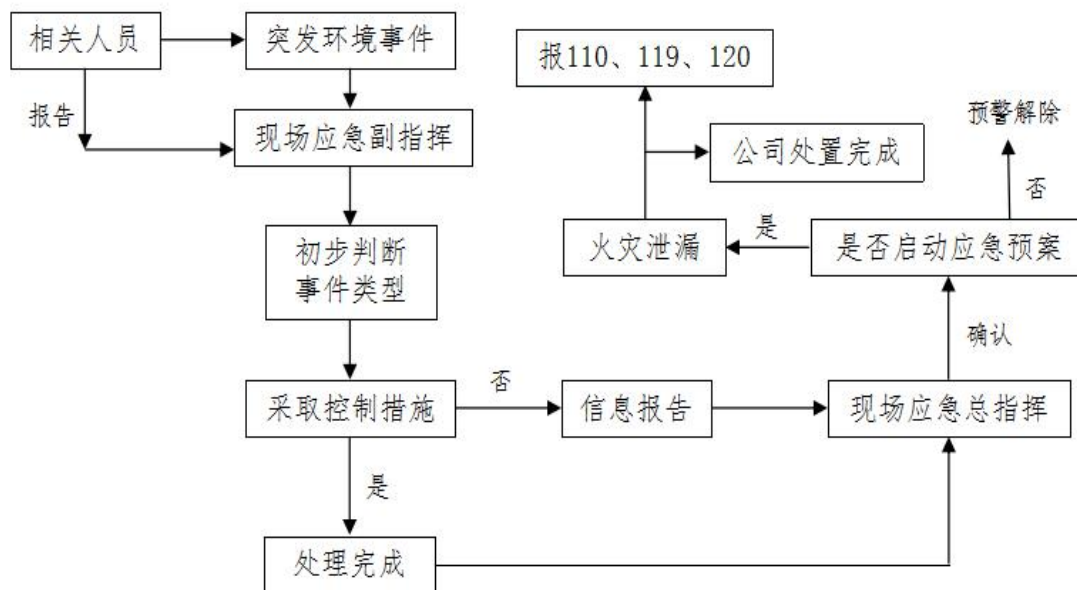 相关人员
突发环境事件
报110、119、120
报告
现场应急副指挥
预警解除
公司处置完成
否
初步判断
事件类型
火灾泄漏
是
是否启动应急预案
确认
采取控制措施
否
信息报告
现场应急总指挥
是
处理完成